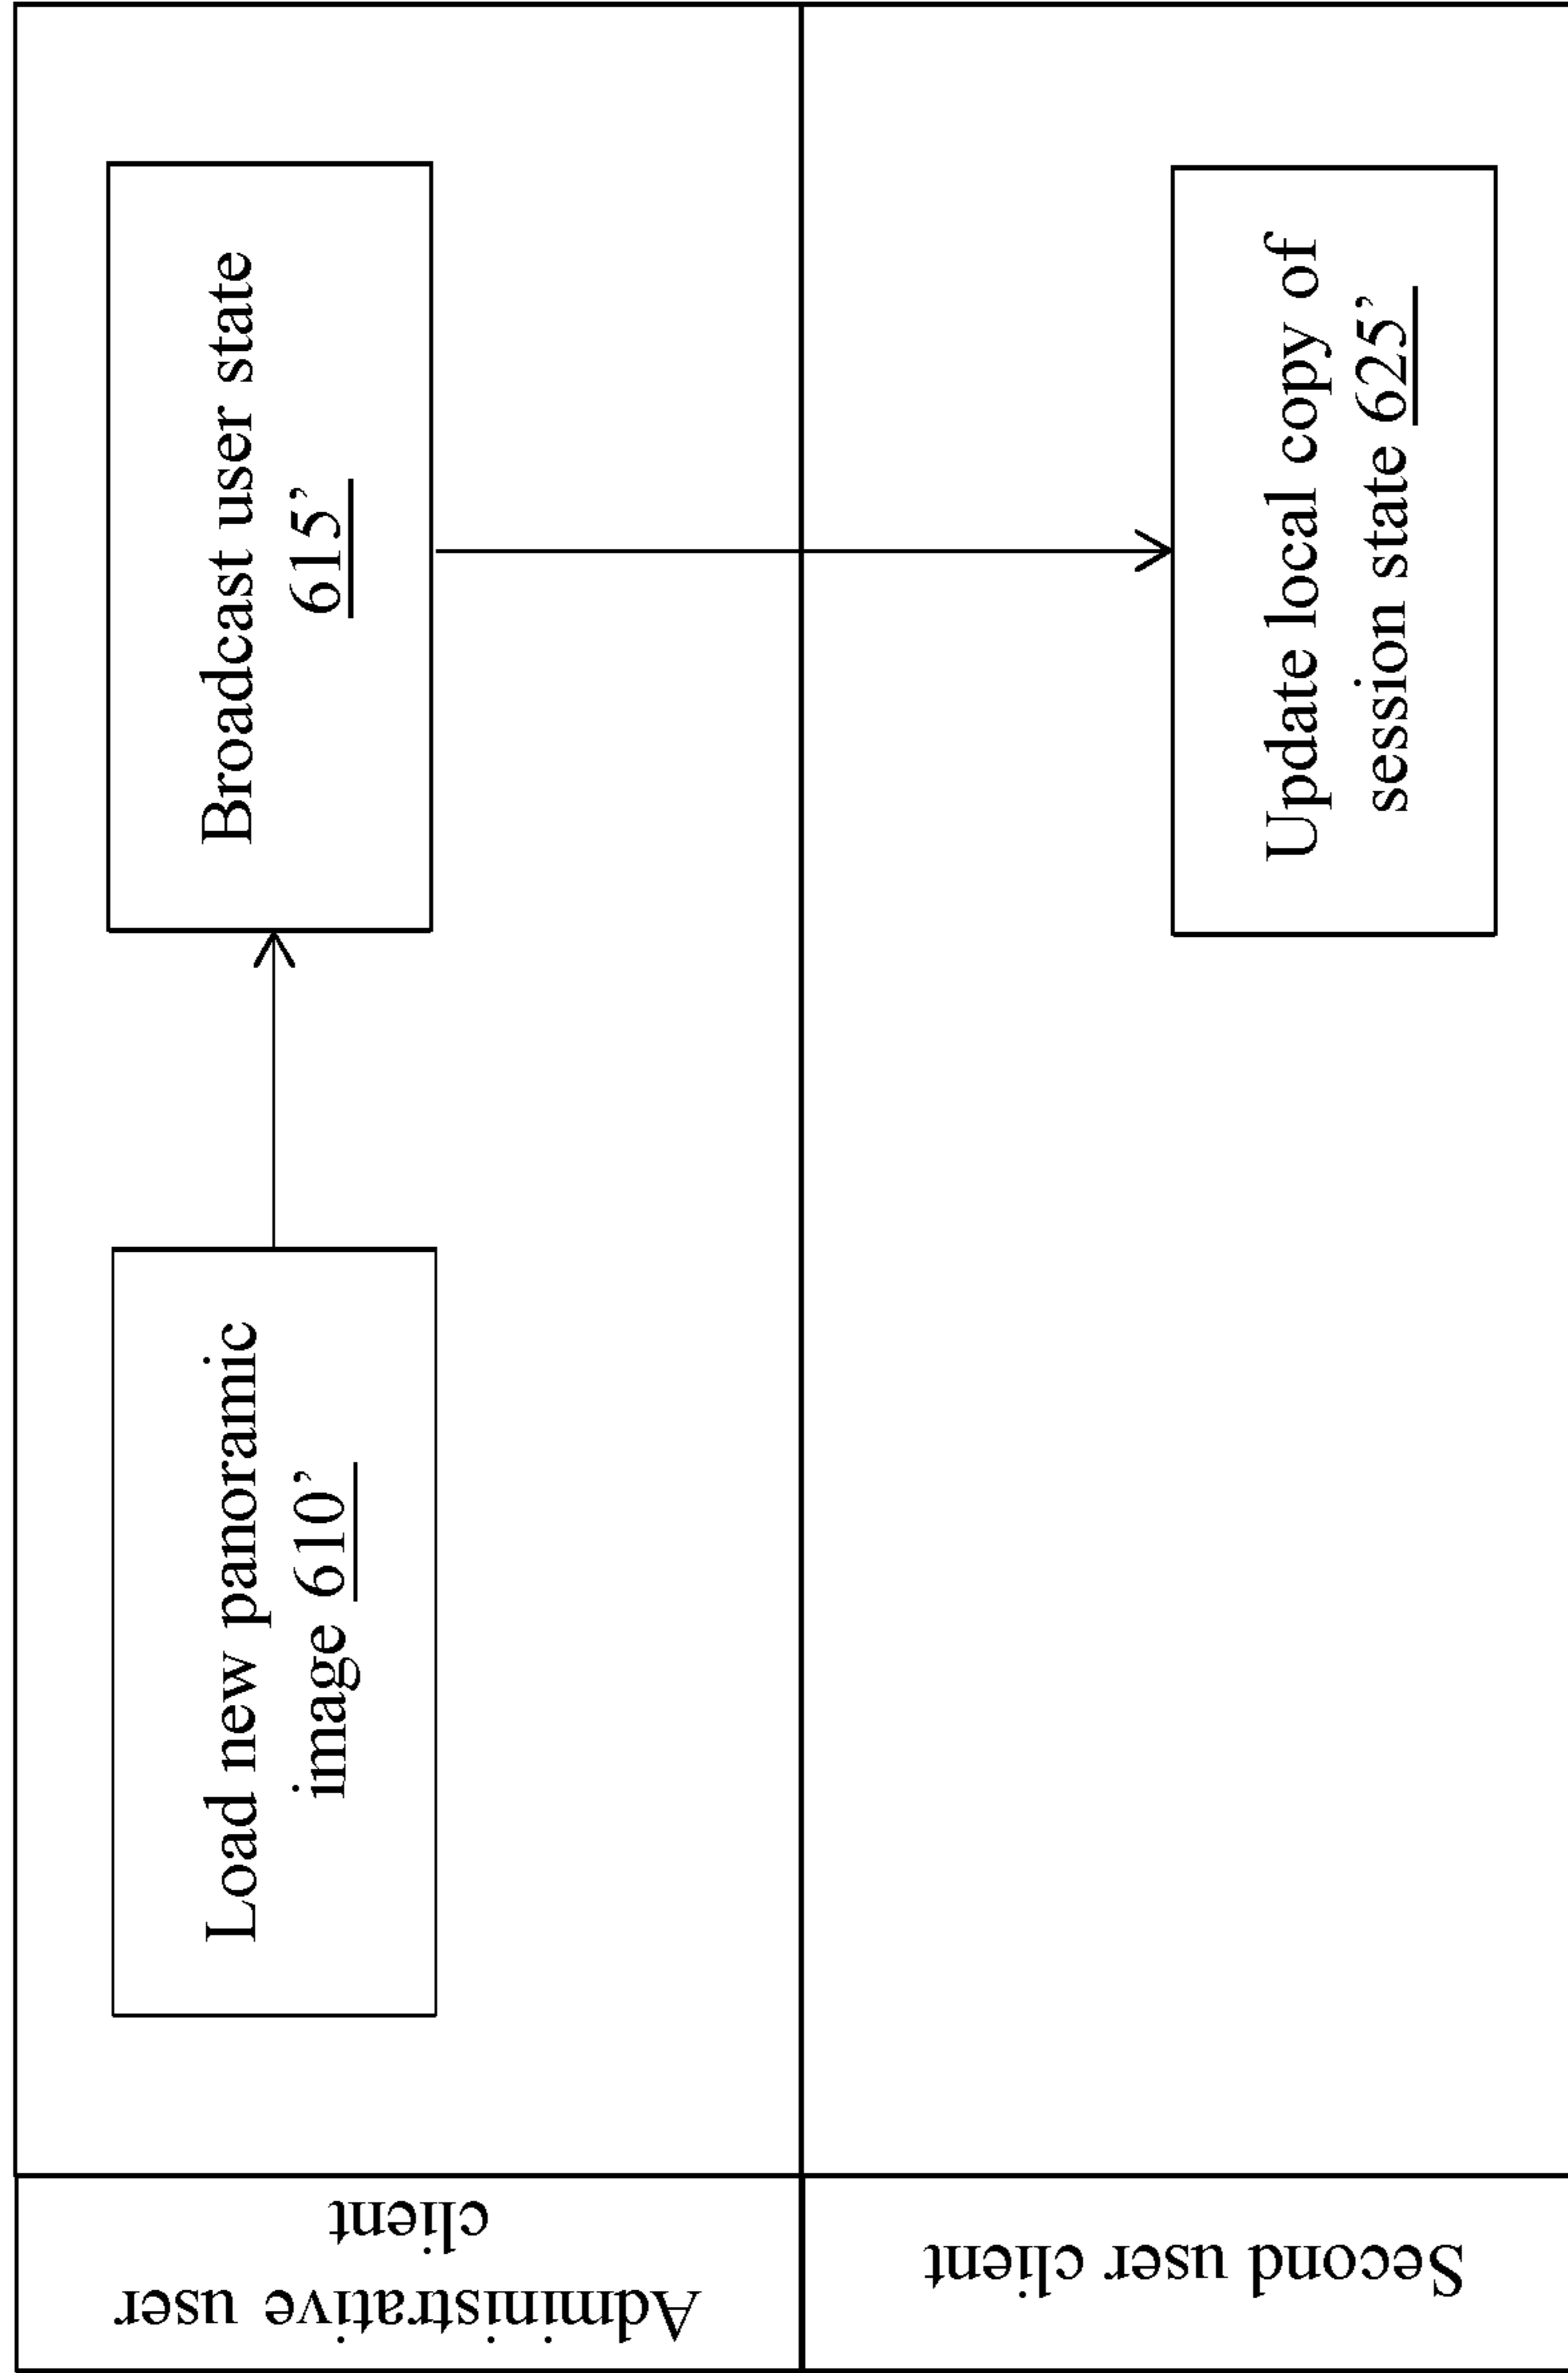 Administrative user
client
Load new panoramic
image 610’
Broadcast user state
615’
Second user client
Update local copy of
session state 625’